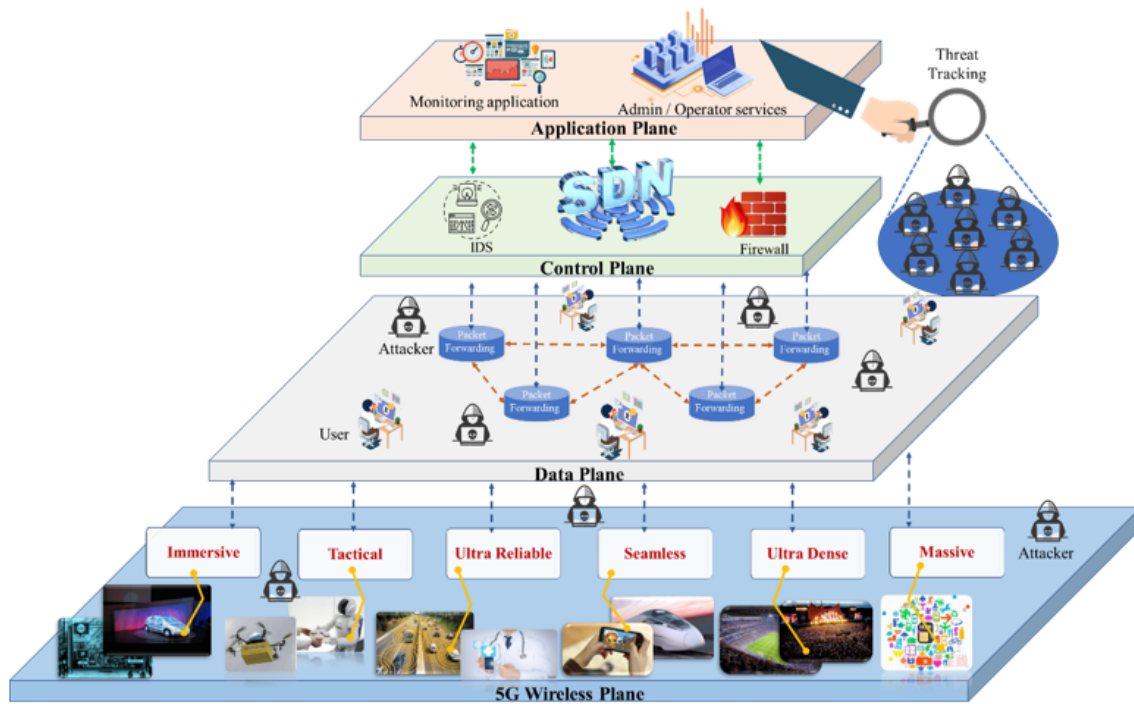 Threat
Tracking
Monitoring application
Admin / Operator services
Application Plane
SDN
IDS
Firewall
Control Plane
Attacker
Packet
Forwarding
Packet
Forwarding
Packet
Forwarding
Packet
Forwarding
Packet
Forwarding
User
Data Plane
Immersive
Tactical
Ultra Reliable
Seamless
Ultra Dense
Massive
Attacker
5G Wireless Plane